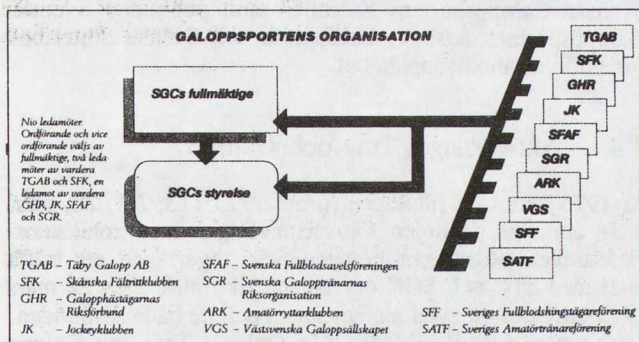 GALOPPSPORTENS ORGANISATION
SGCs fullmäktige
SGCs styrelse
Nio ledamöter.
Ordförande och vice
ordförande väljs av
fullmäktige, två leda-
möter av vardera
TGAB och SFK, en
ledamot av vardera
GHR, JK, SFAF
och SGR.
TGAB
SFK
GHR
JK
SFAF
SGR
ARK
VGS
SFF
SATF
TGAB – Täby Galopp AB
SFK – Skånska Fältrittklubben
GHR – Galopphästägarnas
Riksförbund
JK – Jockeyklubben
SFAF – Svenska Fullblodsavelsföreningen
SGR – Svenska Galopptränarnas
Riksorganisation
ARK – Amatörryttarklubben
VGS – Västsvenska Galoppsällskapet
SFF – Sveriges Fullblodshingstägareförening
SATF – Sveriges Amatörtränareförening